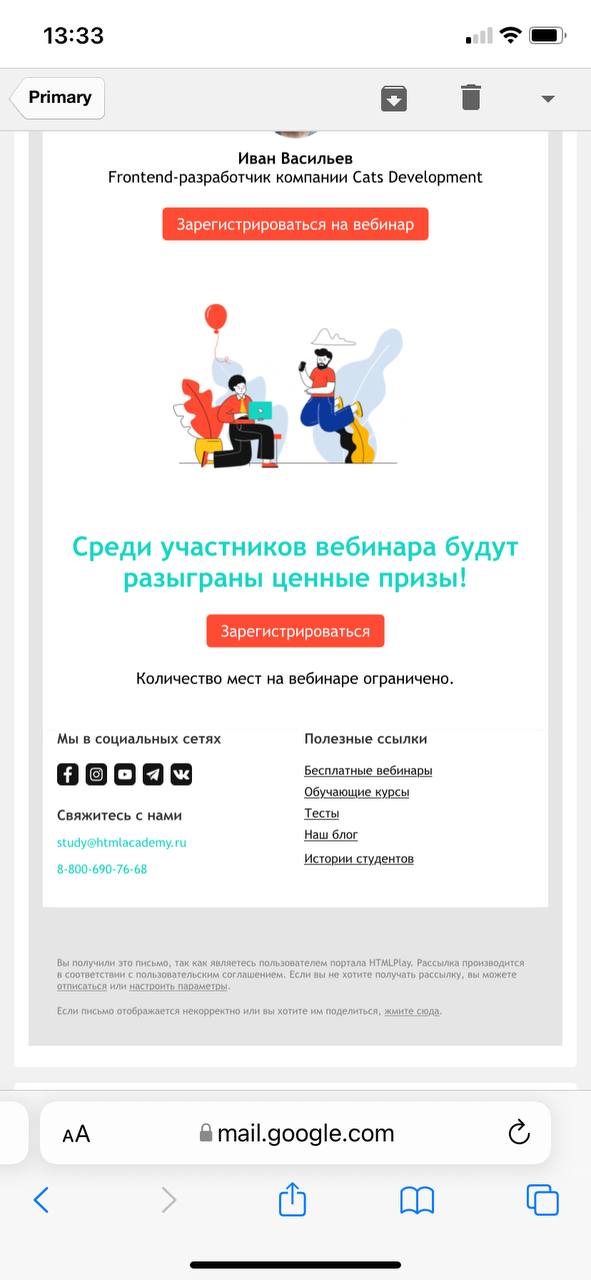 13:33
Primary
Иван Васильев
Frontend-разработчик компании Cats Development
Зарегистрироваться на вебинар
Среди участников вебинара будут
разыграны ценные призы!
Зарегистрироваться
Количество мест на вебинаре ограничено.
Мы в социальных сетях
Свяжитесь с нами
study@htmlacademy.ru
8-800-690-76-68
Полезные ссылки
Бесплатные вебинары
Обучающие курсы
Тесты
Наш блог
Истории студентов
Вы получили это письмо, так как являетесь пользователем портала HTMLPlay. Рассылка производится
в соответствии с пользовательским соглашением. Если вы не хотите получать рассылку, вы можете
отписаться или настроить параметры.
Если письмо отображается некорректно или вы хотите им поделиться, жмите сюда.
AA
mail.google.com